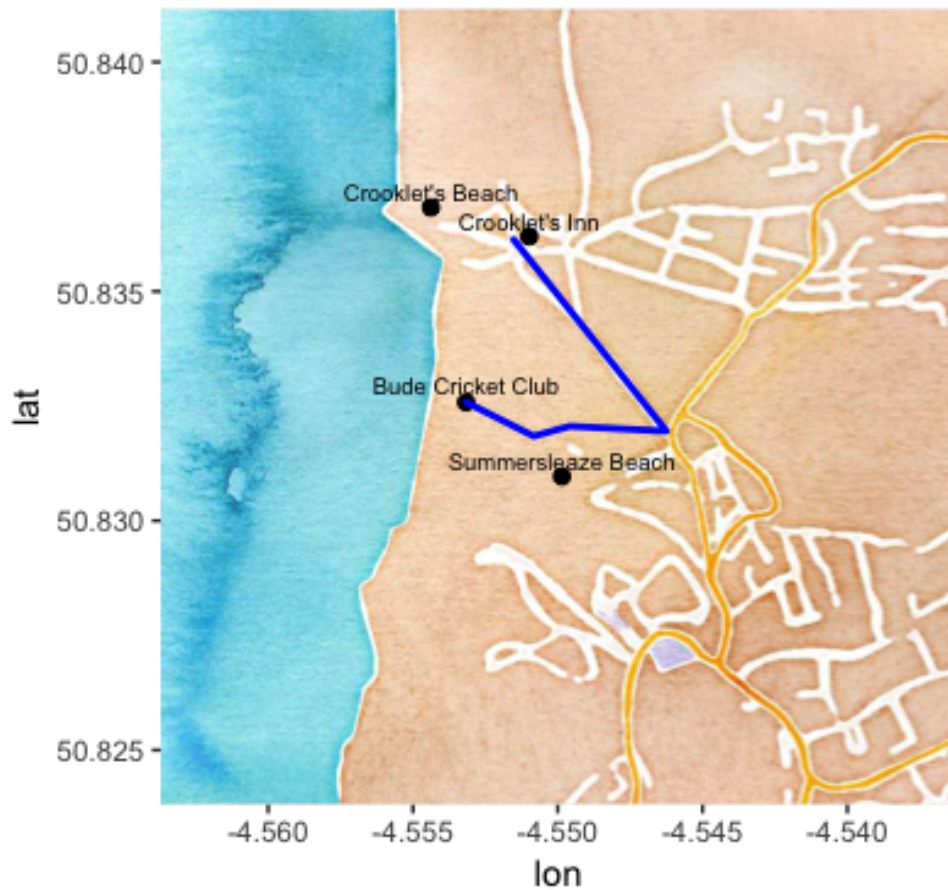 50.840
Crooklet's Beach
Crooklet's Inn
50.835
Bude Cricket Club
Summersleaze Beach
50.830
50.825
lat
-4.560
-4.555
-4.550
-4.545
-4.540
lon